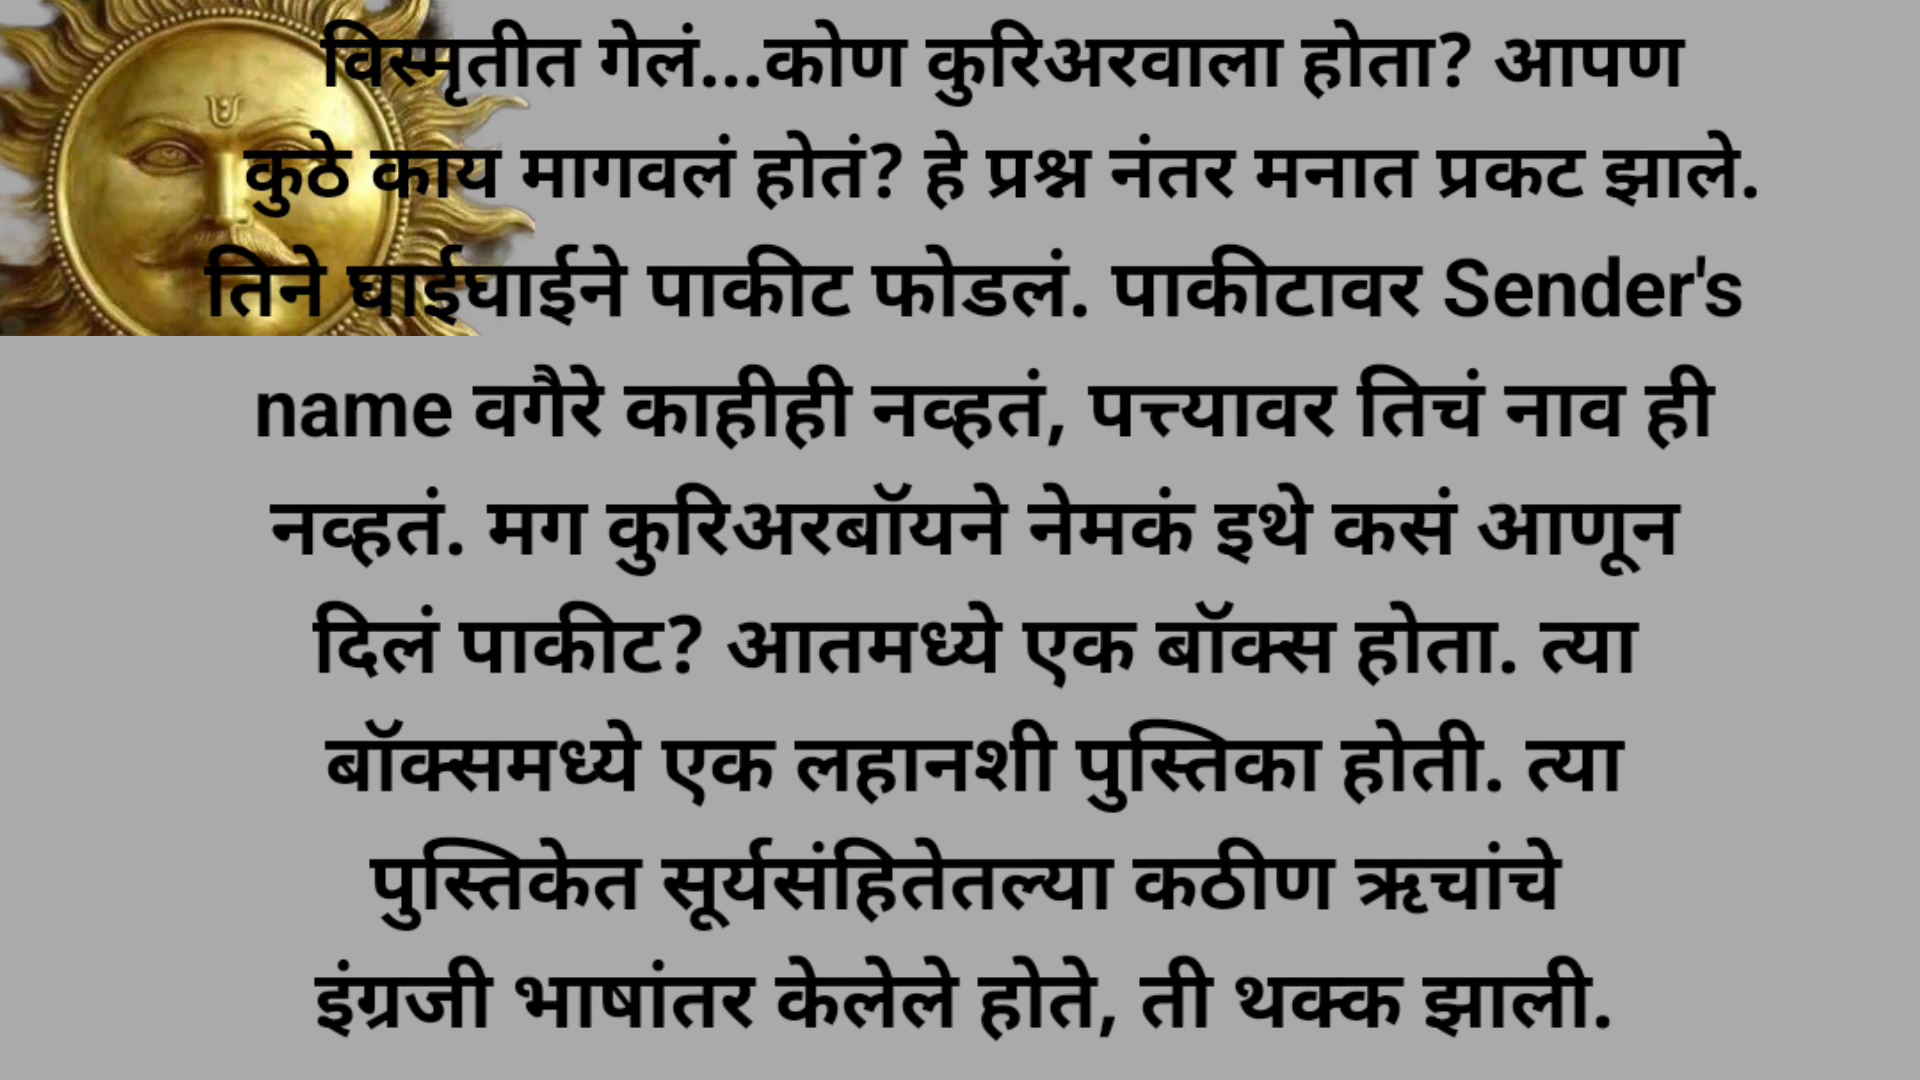 विस्मृतीत गेलं...कोण कुरिअरवाला होता? आपण
कुठे काय मागवलं होतं? हे प्रश्न नंतर मनात प्रकट झाले.
तिने घाईघाईने पाकीट फोडलं. पाकीटावर Sender's
name वगैरे काहीही नव्हतं, पत्त्यावर तिचं नाव ही
नव्हतं. मग कुरिअरबॉयने नेमकं इथे कसं आणून
दिलं पाकीट? आतमध्ये एक बॉक्स होता. त्या
बॉक्समध्ये एक लहानशी पुस्तिका होती. त्या
पुस्तिकेत सूर्यसंहितेतल्या कठीण ऋचांचे
इंग्रजी भाषांतर केलेले होते, ती थक्क झाली.